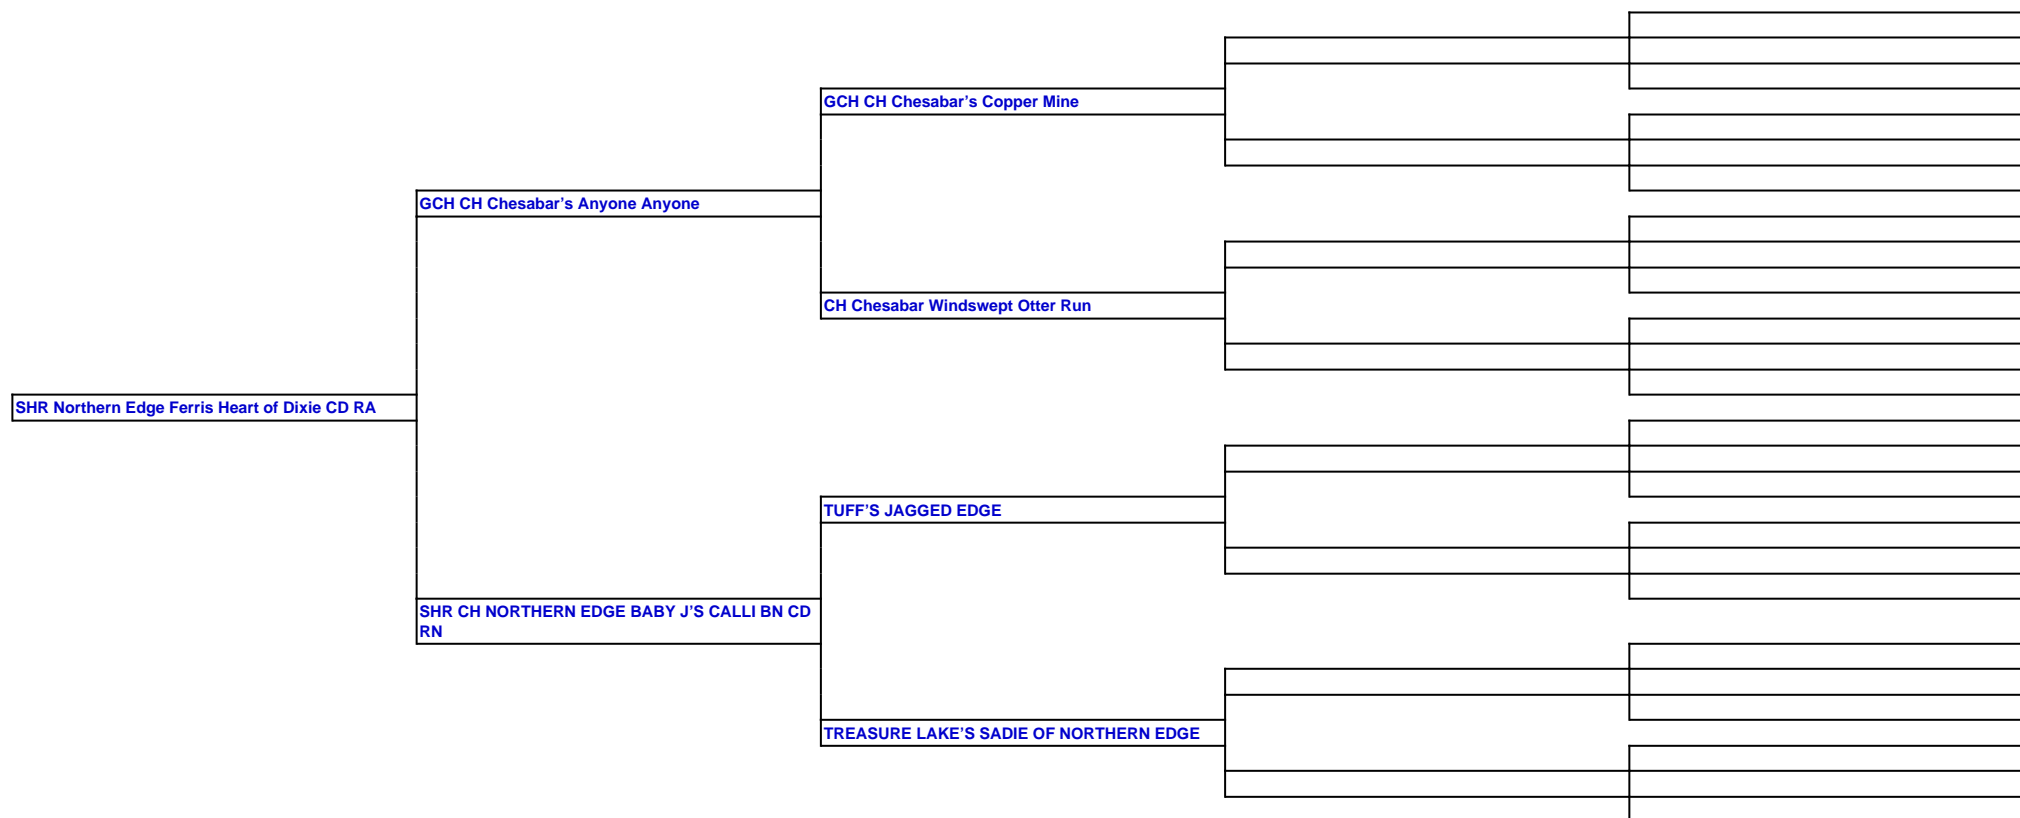 GCH CH Chesabar’s Copper Mine
GCH CH Chesabar’s Anyone Anyone
CH Chesabar Windswept Otter Run
SHR Northern Edge Ferris Heart of Dixie CD RA
TUFF’S JAGGED EDGE
SHR CH NORTHERN EDGE BABY J’S CALLI BN CD
RN
TREASURE LAKE’S SADIE OF NORTHERN EDGE